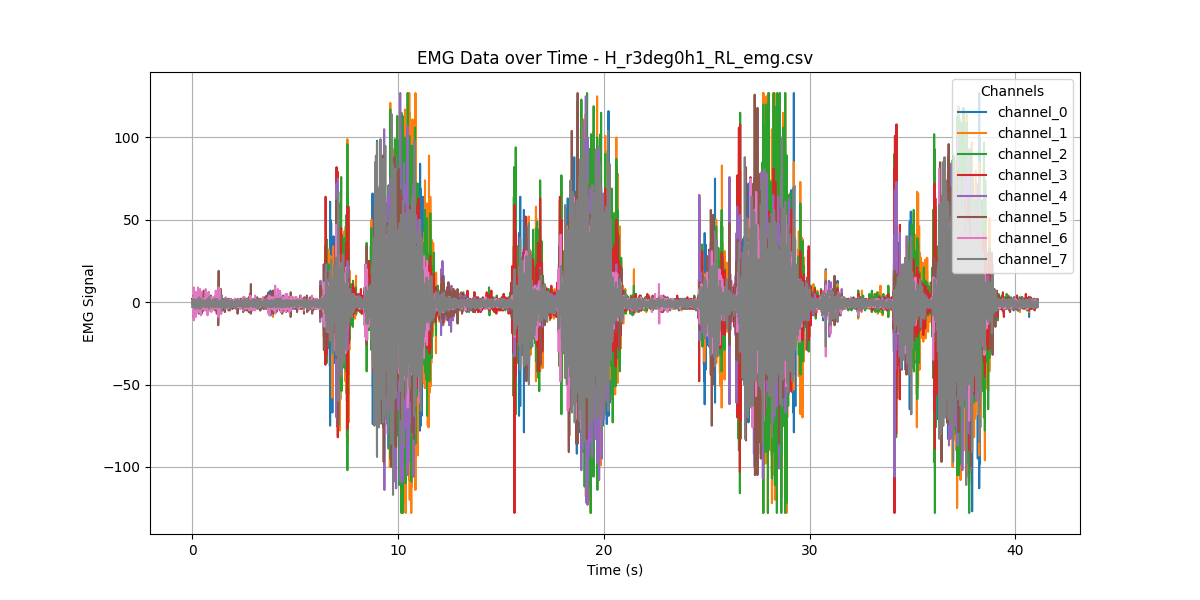 EMG Data over Time - H_r3deg0h1_RL_emg.csv
Channels
channel_0
channel_1
channel_2
channel_3
channel_4
channel_5
channel_6
channel_7
EMG Signal
100
50
0
−50
−100
0 10 20 30 40
Time (s)